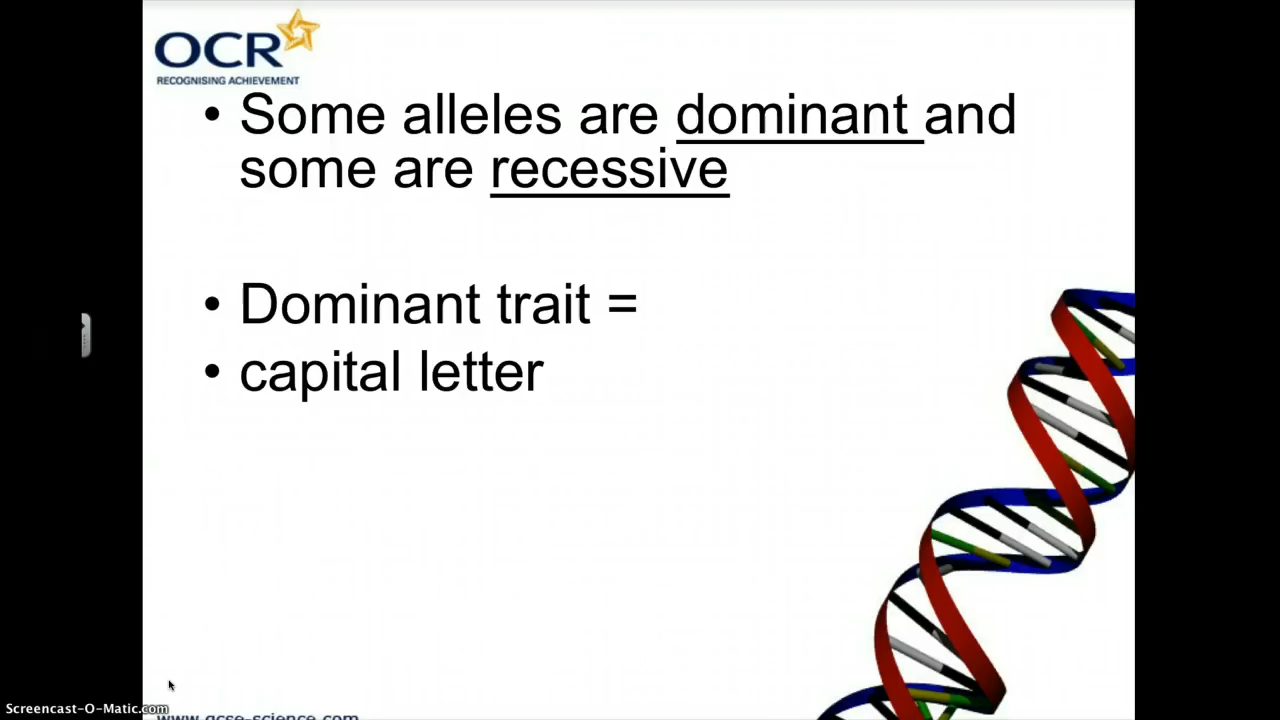 OCR
RECOGNISING ACHIEVEMENT
• Some alleles are dominant and
some are recessive
• Dominant trait =
• capital letter
Screencast-O-Matic.com
www.gcse-science.com